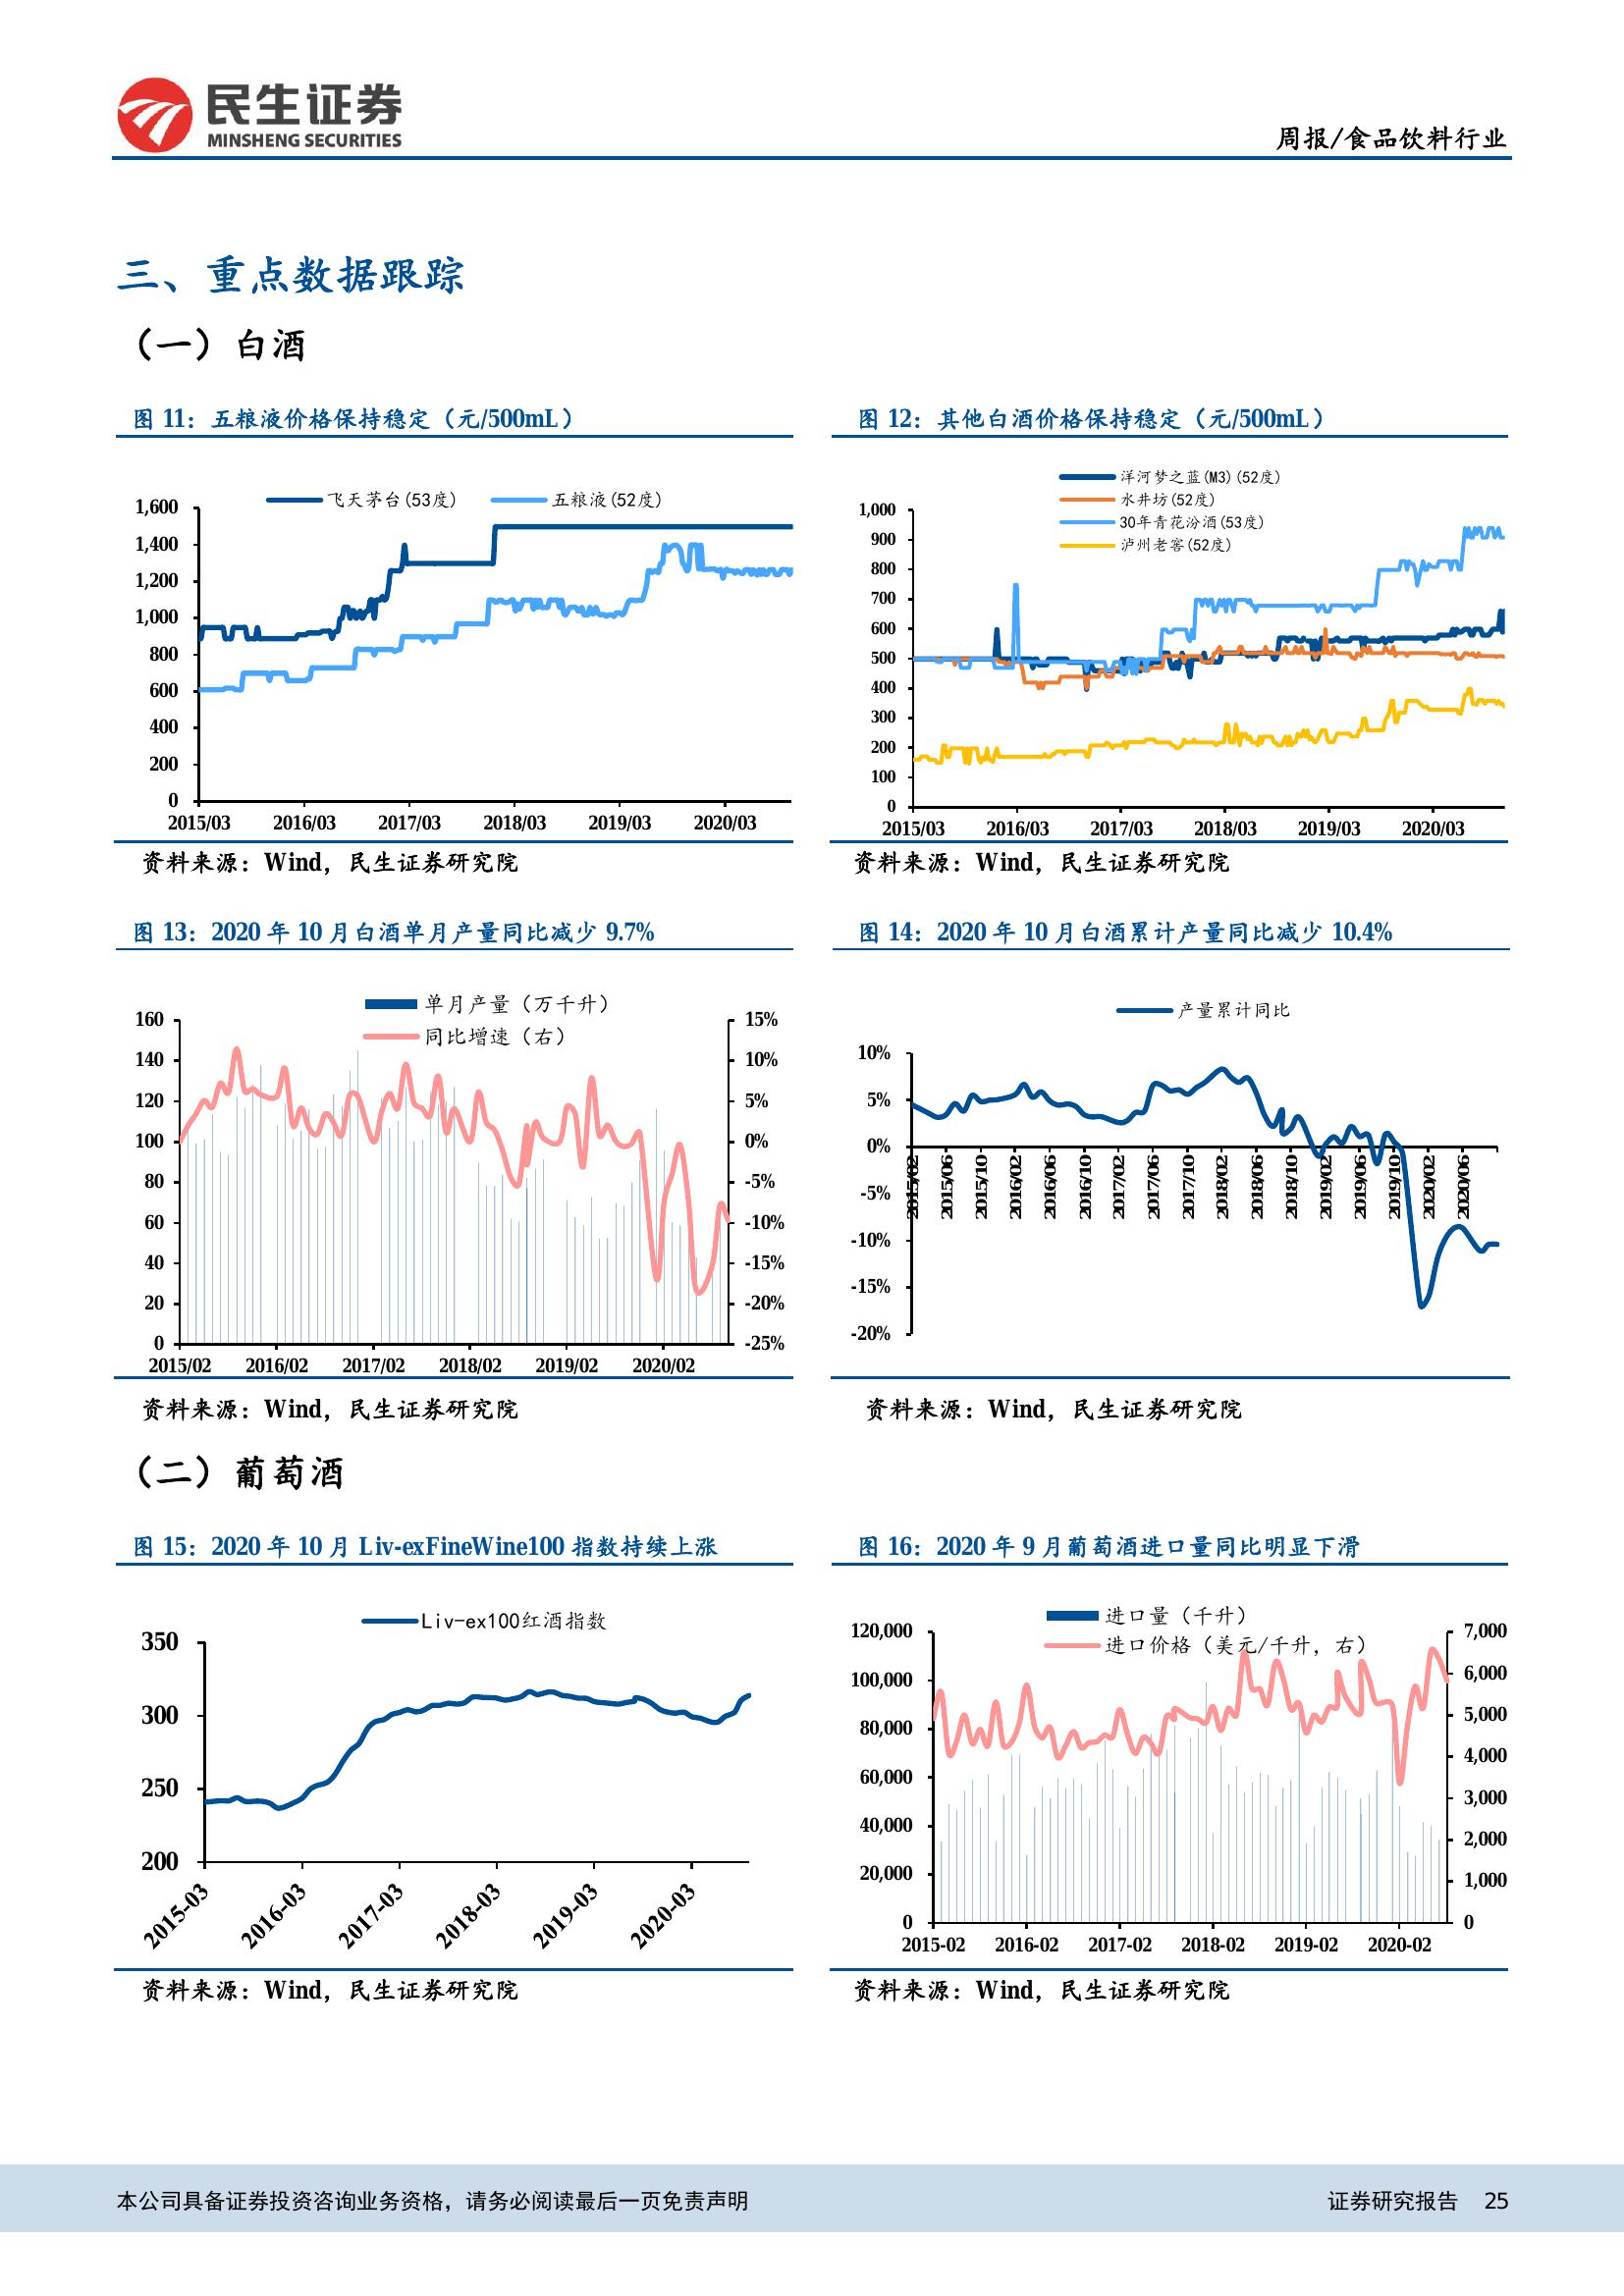 民生证券
MINSHENG SECURITIES
周报/食品饮料行业
三、重点数据跟踪
（一）白酒
图 11：五粮液价格保持稳定（元/500mL）
飞天茅台(53度)
五粮液(52度)
1,600
1,400
1,200
1,000
800
600
400
200
0
2015/03 2016/03 2017/03 2018/03 2019/03 2020/03
资料来源：Wind，民生证券研究院
图 12：其他白酒价格保持稳定（元/500mL）
洋河梦之蓝(M3)(52度)
水井坊(52度)
30年青花汾酒(53度)
泸州老窖(52度)
1,000
900
800
700
600
500
400
300
200
100
0
2015/03 2016/03 2017/03 2018/03 2019/03 2020/03
资料来源：Wind，民生证券研究院
图 13：2020 年 10 月白酒单月产量同比减少 9.7%
单月产量（万千升）
同比增速（右）
160
140
120
100
80
60
40
20
0
15%
10%
5%
0%
-5%
-10%
-15%
-20%
-25%
2015/02 2016/02 2017/02 2018/02 2019/02 2020/02
资料来源：Wind，民生证券研究院
图 14：2020 年 10 月白酒累计产量同比减少 10.4%
产量累计同比
10%
5%
0%
-5%
-10%
-15%
-20%
2015/02
2015/06
2015/10
2016/02
2016/06
2016/10
2017/02
2017/06
2017/10
2018/02
2018/06
2018/10
2019/02
2019/06
2019/10
2020/02
2020/06
资料来源：Wind，民生证券研究院
（二）葡萄酒
图 15：2020 年 10 月 Liv-exFineWine100 指数持续上涨
Liv-ex100红酒指数
350
300
250
200
2015-03
2016-03
2017-03
2018-03
2019-03
2020-03
资料来源：Wind，民生证券研究院
图 16：2020 年 9 月葡萄酒进口量同比明显下滑
进口量（千升）
进口价格（美元/千升，右）
120,000
100,000
80,000
60,000
40,000
20,000
0
7,000
6,000
5,000
4,000
3,000
2,000
1,000
0
2015-02 2016-02 2017-02 2018-02 2019-02 2020-02
资料来源：Wind，民生证券研究院
本公司具备证券投资咨询业务资格，请务必阅读最后一页免责声明
证券研究报告 25